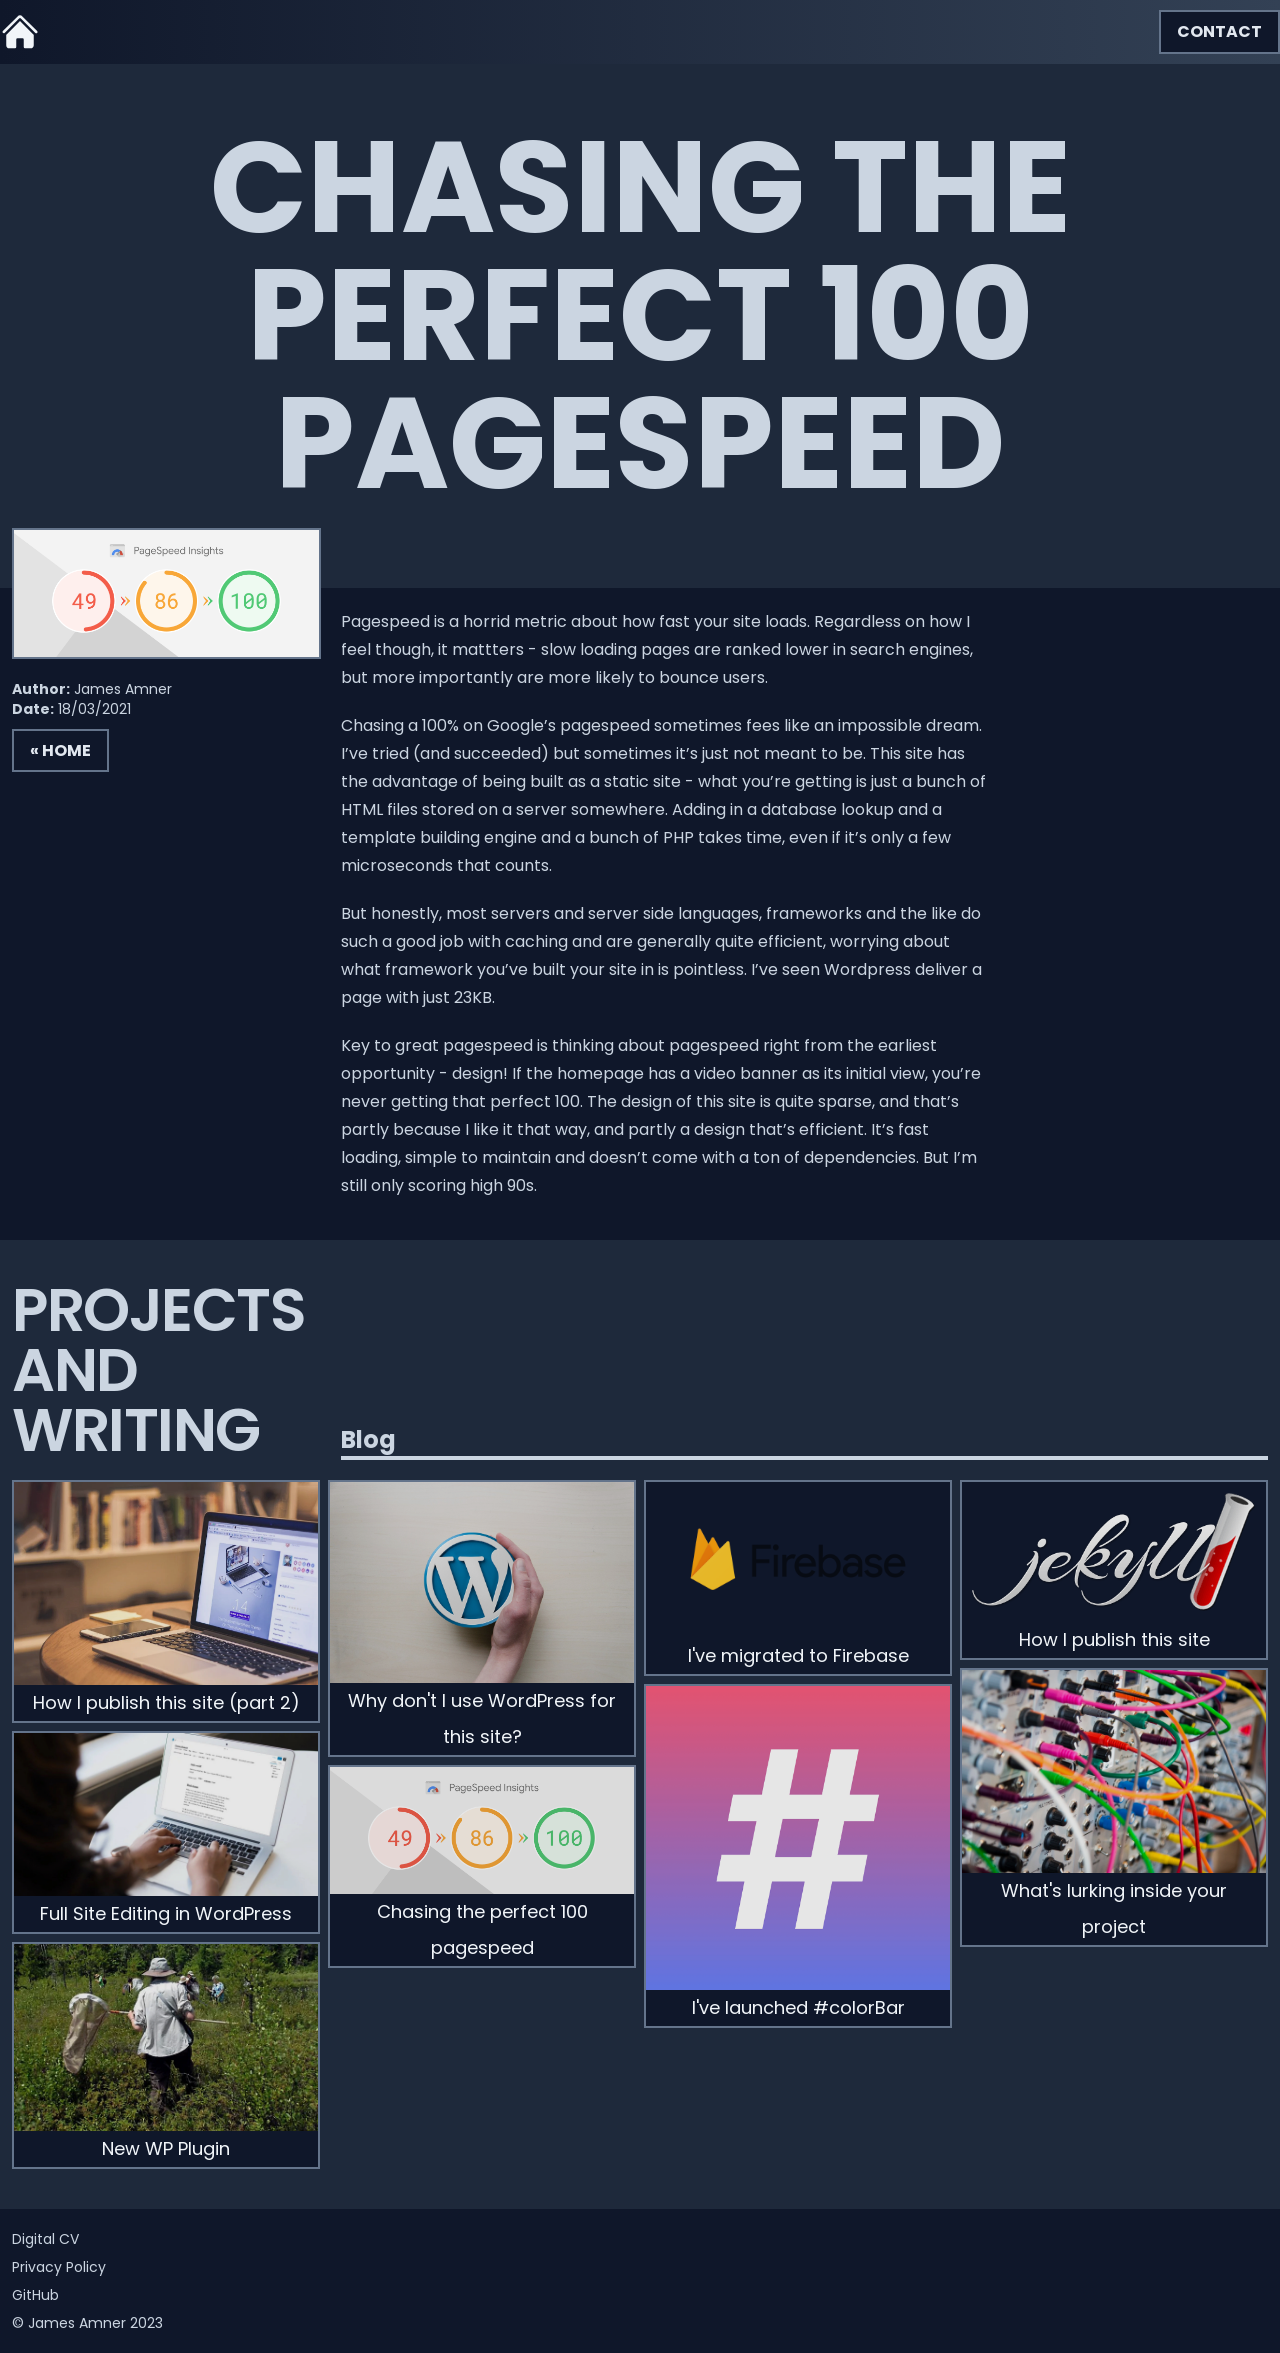 CONTACT
CHASING THE
PERFECT 100
PAGESPEED
PageSpeed Insights
49 » 86 » 100
Author: James Amner
Date: 18/03/2021
« HOME
Pagespeed is a horrid metric about how fast your site loads. Regardless on how I
feel though, it mattters - slow loading pages are ranked lower in search engines,
but more importantly are more likely to bounce users.
Chasing a 100% on Google’s pagespeed sometimes fees like an impossible dream.
I’ve tried (and succeeded) but sometimes it’s just not meant to be. This site has
the advantage of being built as a static site - what you’re getting is just a bunch of
HTML files stored on a server somewhere. Adding in a database lookup and a
template building engine and a bunch of PHP takes time, even if it’s only a few
microseconds that counts.
But honestly, most servers and server side languages, frameworks and the like do
such a good job with caching and are generally quite efficient, worrying about
what framework you’ve built your site in is pointless. I’ve seen Wordpress deliver a
page with just 23KB.
Key to great pagespeed is thinking about pagespeed right from the earliest
opportunity - design! If the homepage has a video banner as its initial view, you’re
never getting that perfect 100. The design of this site is quite sparse, and that’s
partly because I like it that way, and partly a design that’s efficient. It’s fast
loading, simple to maintain and doesn’t come with a ton of dependencies. But I’m
still only scoring high 90s.
PROJECTS
AND
WRITING
Blog
How I publish this site (part 2)
Full Site Editing in WordPress
New WP Plugin
W
Why don't I use WordPress for
this site?
PageSpeed Insights
49 » 86 » 100
Chasing the perfect 100
pagespeed
Firebase
I've migrated to Firebase
#
I've launched #colorBar
jekyll
How I publish this site
What's lurking inside your
project
Digital CV
Privacy Policy
GitHub
© James Amner 2023